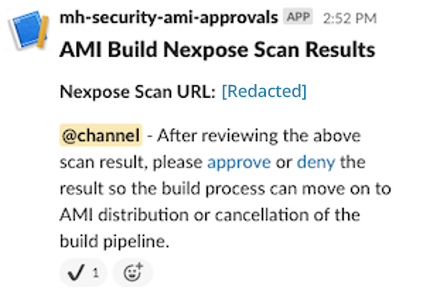 mh-security-ami-approvals APP 2:52 PM
AMI Build Nexpose Scan Results
Nexpose Scan URL: [Redacted]
@channel - After reviewing the above
scan result, please approve or deny the
result so the build process can move on to
AMI distribution or cancellation of the
build pipeline.
1